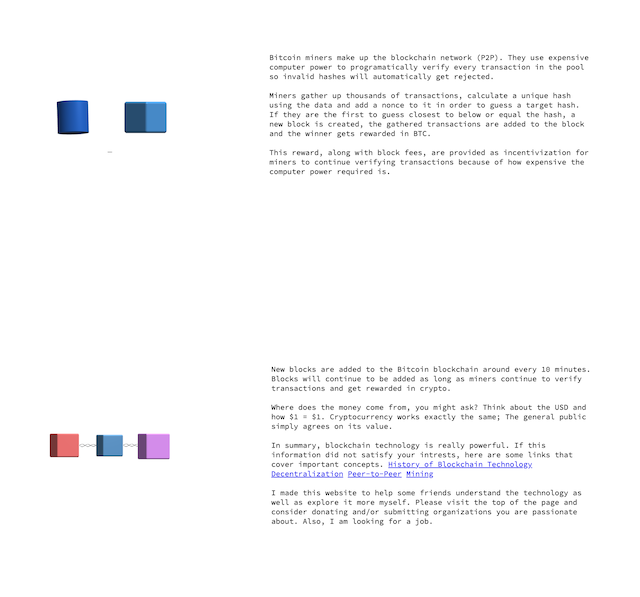 Bitcoin miners make up the blockchain network (P2P). They use expensive
computer power to programatically verify every transaction in the pool
so invalid hashes will automatically get rejected.
Miners gather up thousands of transactions, calculate a unique hash
using the data and add a nonce to it in order to guess a target hash.
If they are the first to guess closest to below or equal the hash, a
new block is created, the gathered transactions are added to the block
and the winner gets rewarded in BTC.
This reward, along with block fees, are provided as incentivization for
miners to continue verifying transactions because of how expensive the
computer power required is.
New blocks are added to the Bitcoin blockchain around every 10 minutes.
Blocks will continue to be added as long as miners continue to verify
transactions and get rewarded in crypto.
Where does the money come from, you might ask? Think about the USD and
how $1 = $1. Cryptocurrency works exactly the same; The general public
simply agrees on its value.
In summary, blockchain technology is really powerful. If this
information did not satisfy your intrests, here are some links that
cover important concepts. History of Blockchain Technology
Decentralization Peer-to-Peer Mining
I made this website to help some friends understand the technology as
well as explore it more myself. Please visit the top of the page and
consider donating and/or submitting organizations you are passionate
about. Also, I am looking for a job.